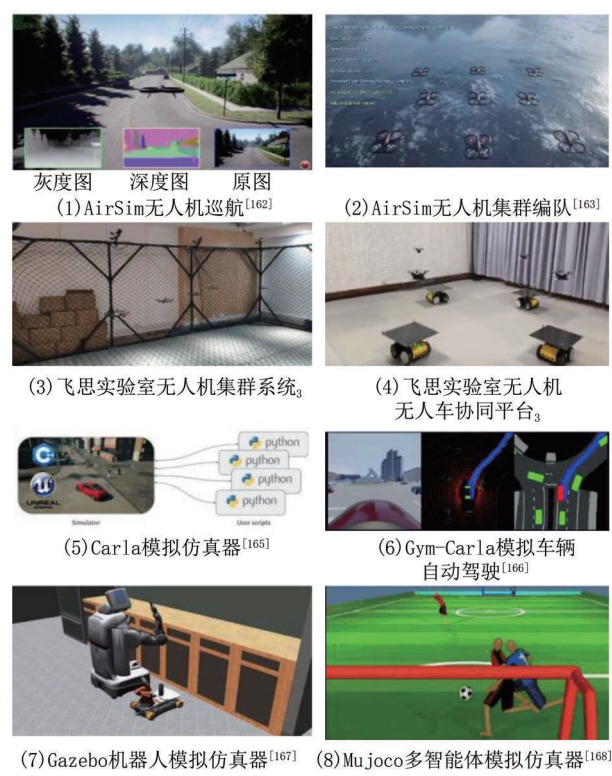 灰度图 深度图 原图
(1)AirSim无人机巡航[162]
(2)AirSim无人机集群编队[163]
(3)飞思实验室无人机集群系统3
(4)飞思实验室无人机
无人车协同平台3
UNREAL
python
python
python
python
Simulator
User scripts
(5)Carla模拟仿真器[165]
(6)Gym-Carla模拟车辆
自动驾驶[166]
(7)Gazebo机器人模拟仿真器[167]
(8)Mujoco多智能体模拟仿真器[168]